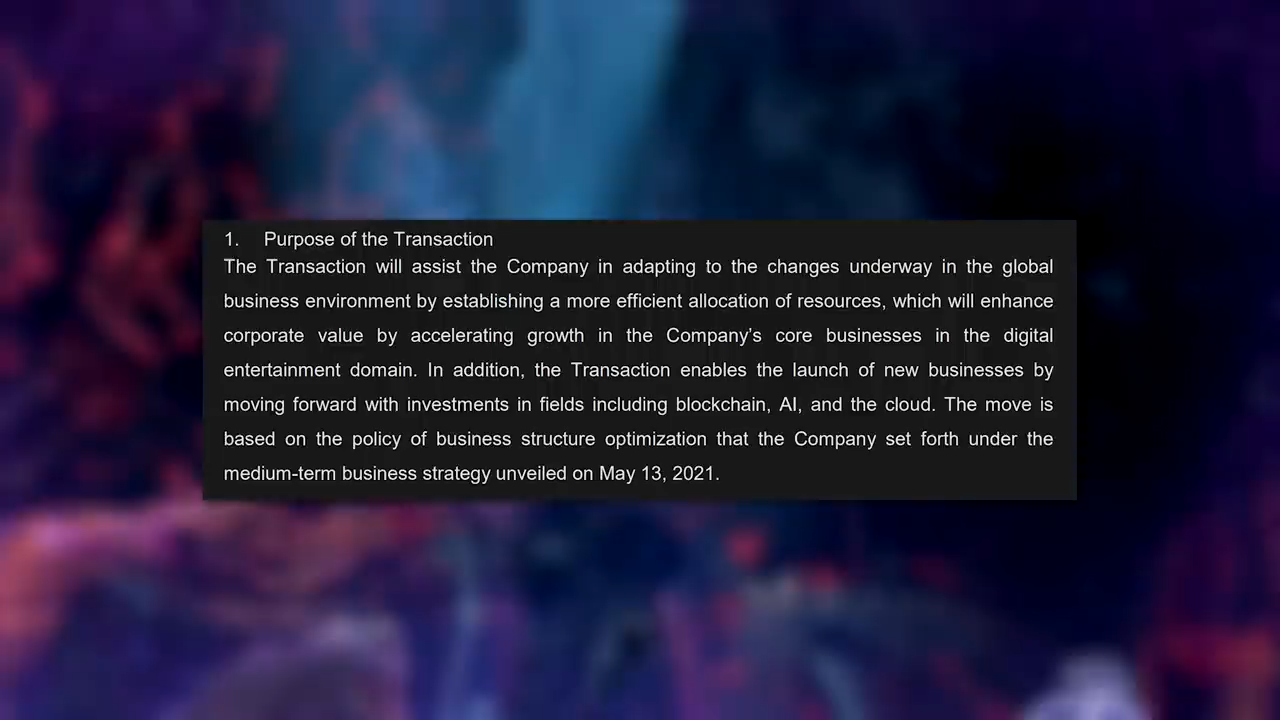 1. Purpose of the Transaction
The Transaction will assist the Company in adapting to the changes underway in the global
business environment by establishing a more efficient allocation of resources, which will enhance
corporate value by accelerating growth in the Company's core businesses in the digital
entertainment domain. In addition, the Transaction enables the launch of new businesses by
moving forward with investments in fields including blockchain, AI, and the cloud. The move is
based on the policy of business structure optimization that the Company set forth under the
medium-term business strategy unveiled on May 13, 2021.